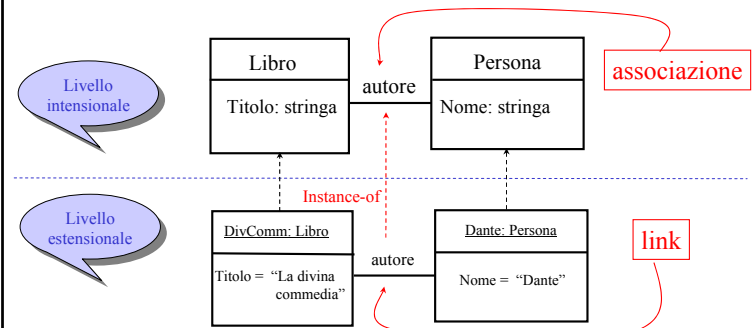 Livello
intensionale
Libro
Titolo: stringa
autore
Persona
Nome: stringa
associazione
Instance-of
Livello
estensionale
DivComm: Libro
Titolo = “La divina
commedia”
autore
Dante: Persona
Nome = “Dante”
link